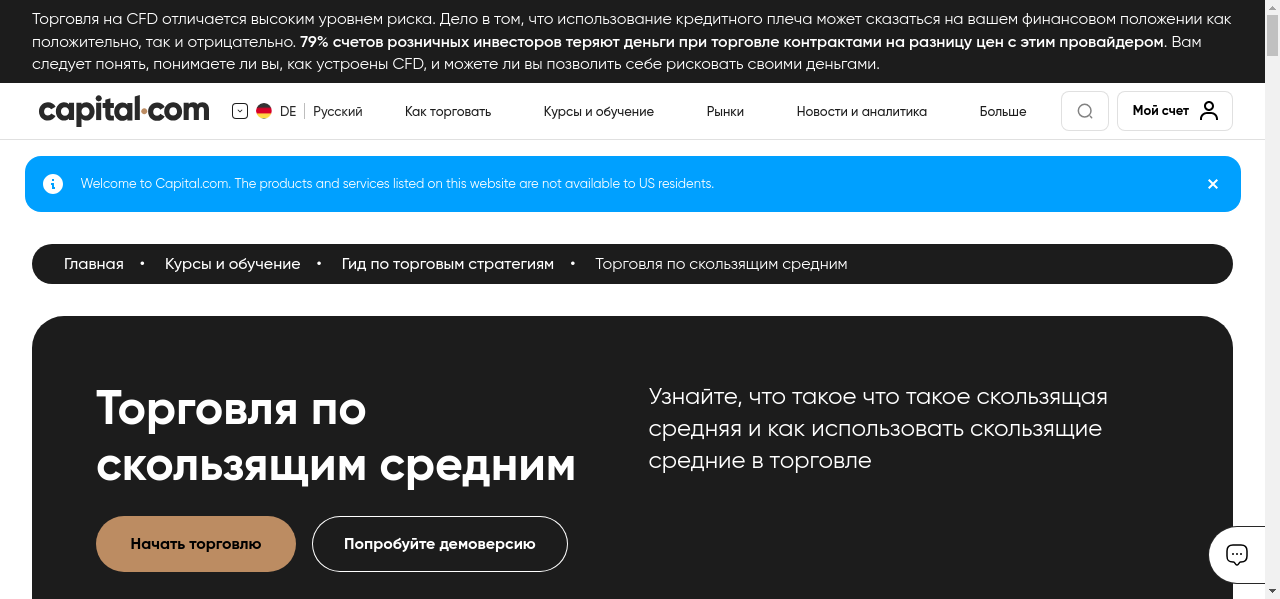 Торговля на CFD отличается высоким уровнем риска. Дело в том, что использование кредитного плеча может сказаться на вашем финансовом положении как
положительно, так и отрицательно. 79% счетов розничных инвесторов теряют деньги при торговле контрактами на разницу цен с этим провайдером. Вам
следует понять, понимаете ли вы, как устроены CFD, и можете ли вы позволить себе рисковать своими деньгами.
capital.com DE Русский Как торговать Курсы и обучение Рынки Новости и аналитика Больше Мой счет
Welcome to Capital.com. The products and services listed on this website are not available to US residents.
Главная • Курсы и обучение • Гид по торговым стратегиям • Торговля по скользящим средним
Торговля по
скользящим средним
Узнайте, что такое что такое скользящая
средняя и как использовать скользящие
средние в торговле
Начать торговлю Попробуйте демоверсию